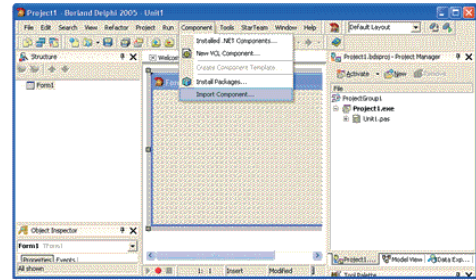 Project1 - Borland Delphi 2005 - Unit1
File Edit Search View Refactor Project Run Component Tools StarTeam Window Help
Default Layout
Structure
Form1
Welcome
Installed .NET Components...
New VCL Component...
Create Component Template
Install Packages...
Import Component...
Project1.bdsproj - Project Manager
Activate New
File
ProjectGroup1
Project1.exe
Unit1.pas
Object Inspector
Form1 TForm1
Properties Events
All shown
1: 1 Insert Modified
Project1... Model View Data Exp...
Tool Palette